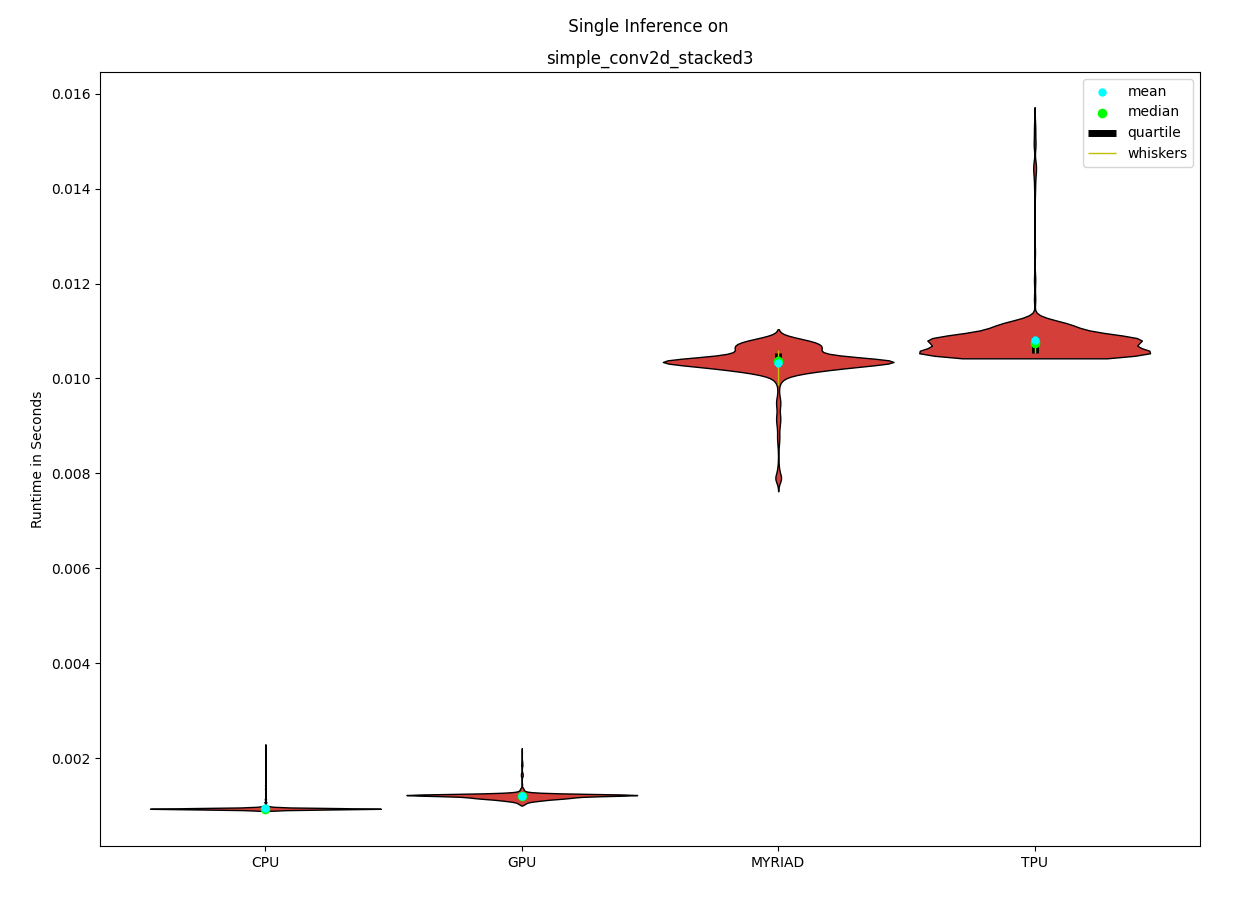 Single Inference on
simple_conv2d_stacked3
mean
median
quartile
whiskers
Runtime in Seconds
0.016
0.014
0.012
0.010
0.008
0.006
0.004
0.002
CPU
GPU
MYRIAD
TPU